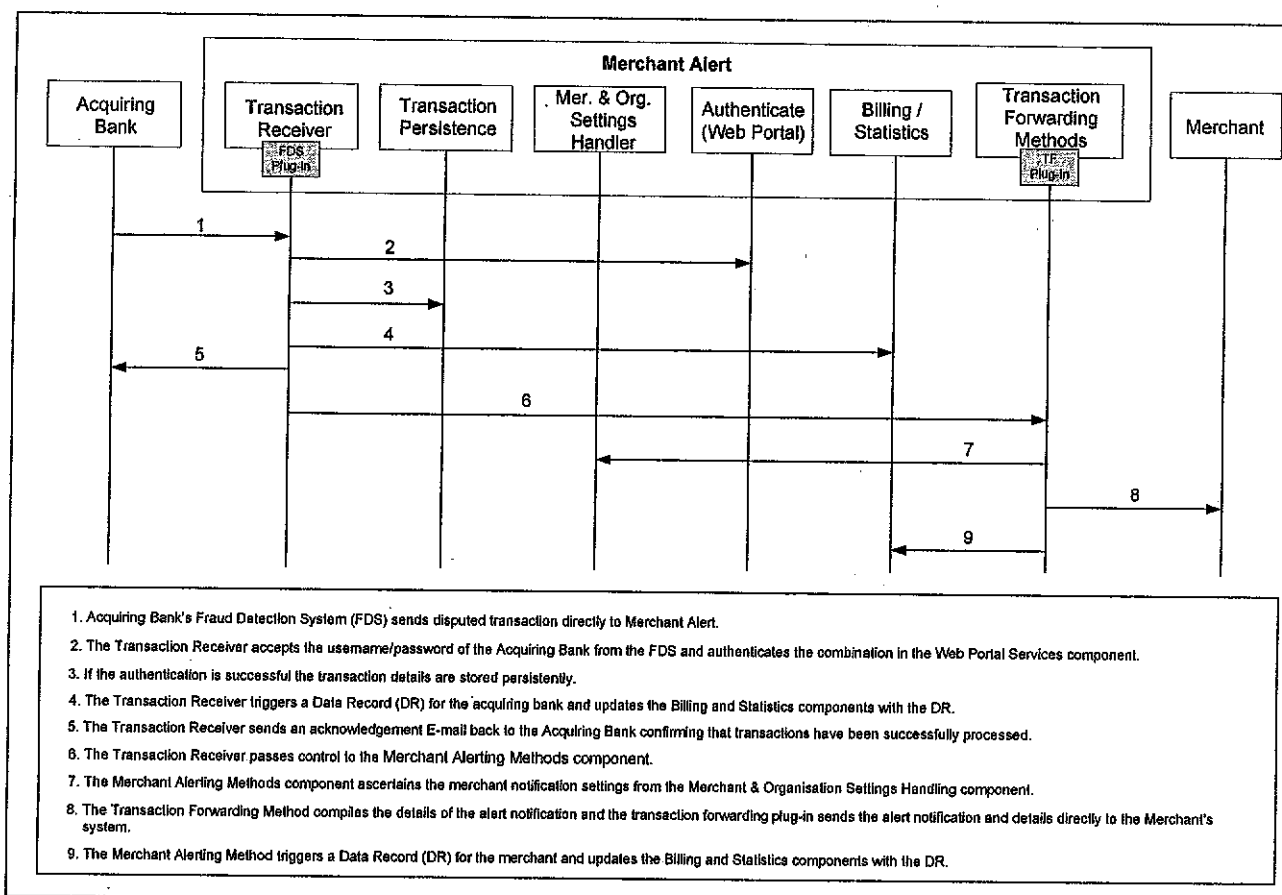 Merchant Alert
Acquiring
Bank
Transaction
Receiver
FDS
Plug-in
Transaction
Persistence
Mer. & Org.
Settings
Handler
Authenticate
(Web Portal)
Billing /
Statistics
Transaction
Forwarding
Methods
TF
Plug-in
Merchant
1
2
3
4
5
6
7
8
9
1. Acquiring Bank's Fraud Detection System (FDS) sends disputed transaction directly to Merchant Alert.
2. The Transaction Receiver accepts the username/password of the Acquiring Bank from the FDS and authenticates the combination in the Web Portal Services component.
3. If the authentication is successful the transaction details are stored persistently.
4. The Transaction Receiver triggers a Data Record (DR) for the acquiring bank and updates the Billing and Statistics components with the DR.
5. The Transaction Receiver sends an acknowledgement E-mail back to the Acquiring Bank confirming that transactions have been successfully processed.
6. The Transaction Receiver passes control to the Merchant Alerting Methods component.
7. The Merchant Alerting Methods component ascertains the merchant notification settings from the Merchant & Organisation Settings Handling component.
8. The Transaction Forwarding Method compiles the details of the alert notification and the transaction forwarding plug-in sends the alert notification and details directly to the Merchant's
system.
9. The Merchant Alerting Method triggers a Data Record (DR) for the merchant and updates the Billing and Statistics components with the DR.